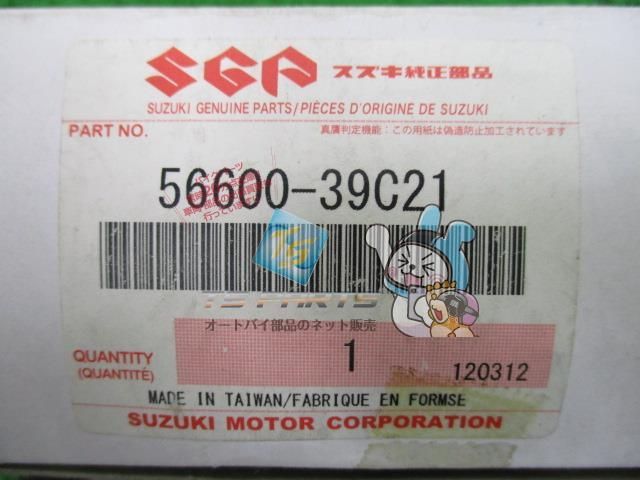 SGP スズキ純正部品
SUZUKI GENUINE PARTS/PIÈCES D'ORIGINE DE SUZUKI
PART NO.
真贋判定機能：この用紙は偽造防止加工されています
56600-39C21
TS
TS PARTS
オートバイ部品のネット販売
QUANTITY
(QUANTITÉ)
1
120312
MADE IN TAIWAN/FABRIQUE EN FORMSE
SUZUKI MOTOR CORPORATION